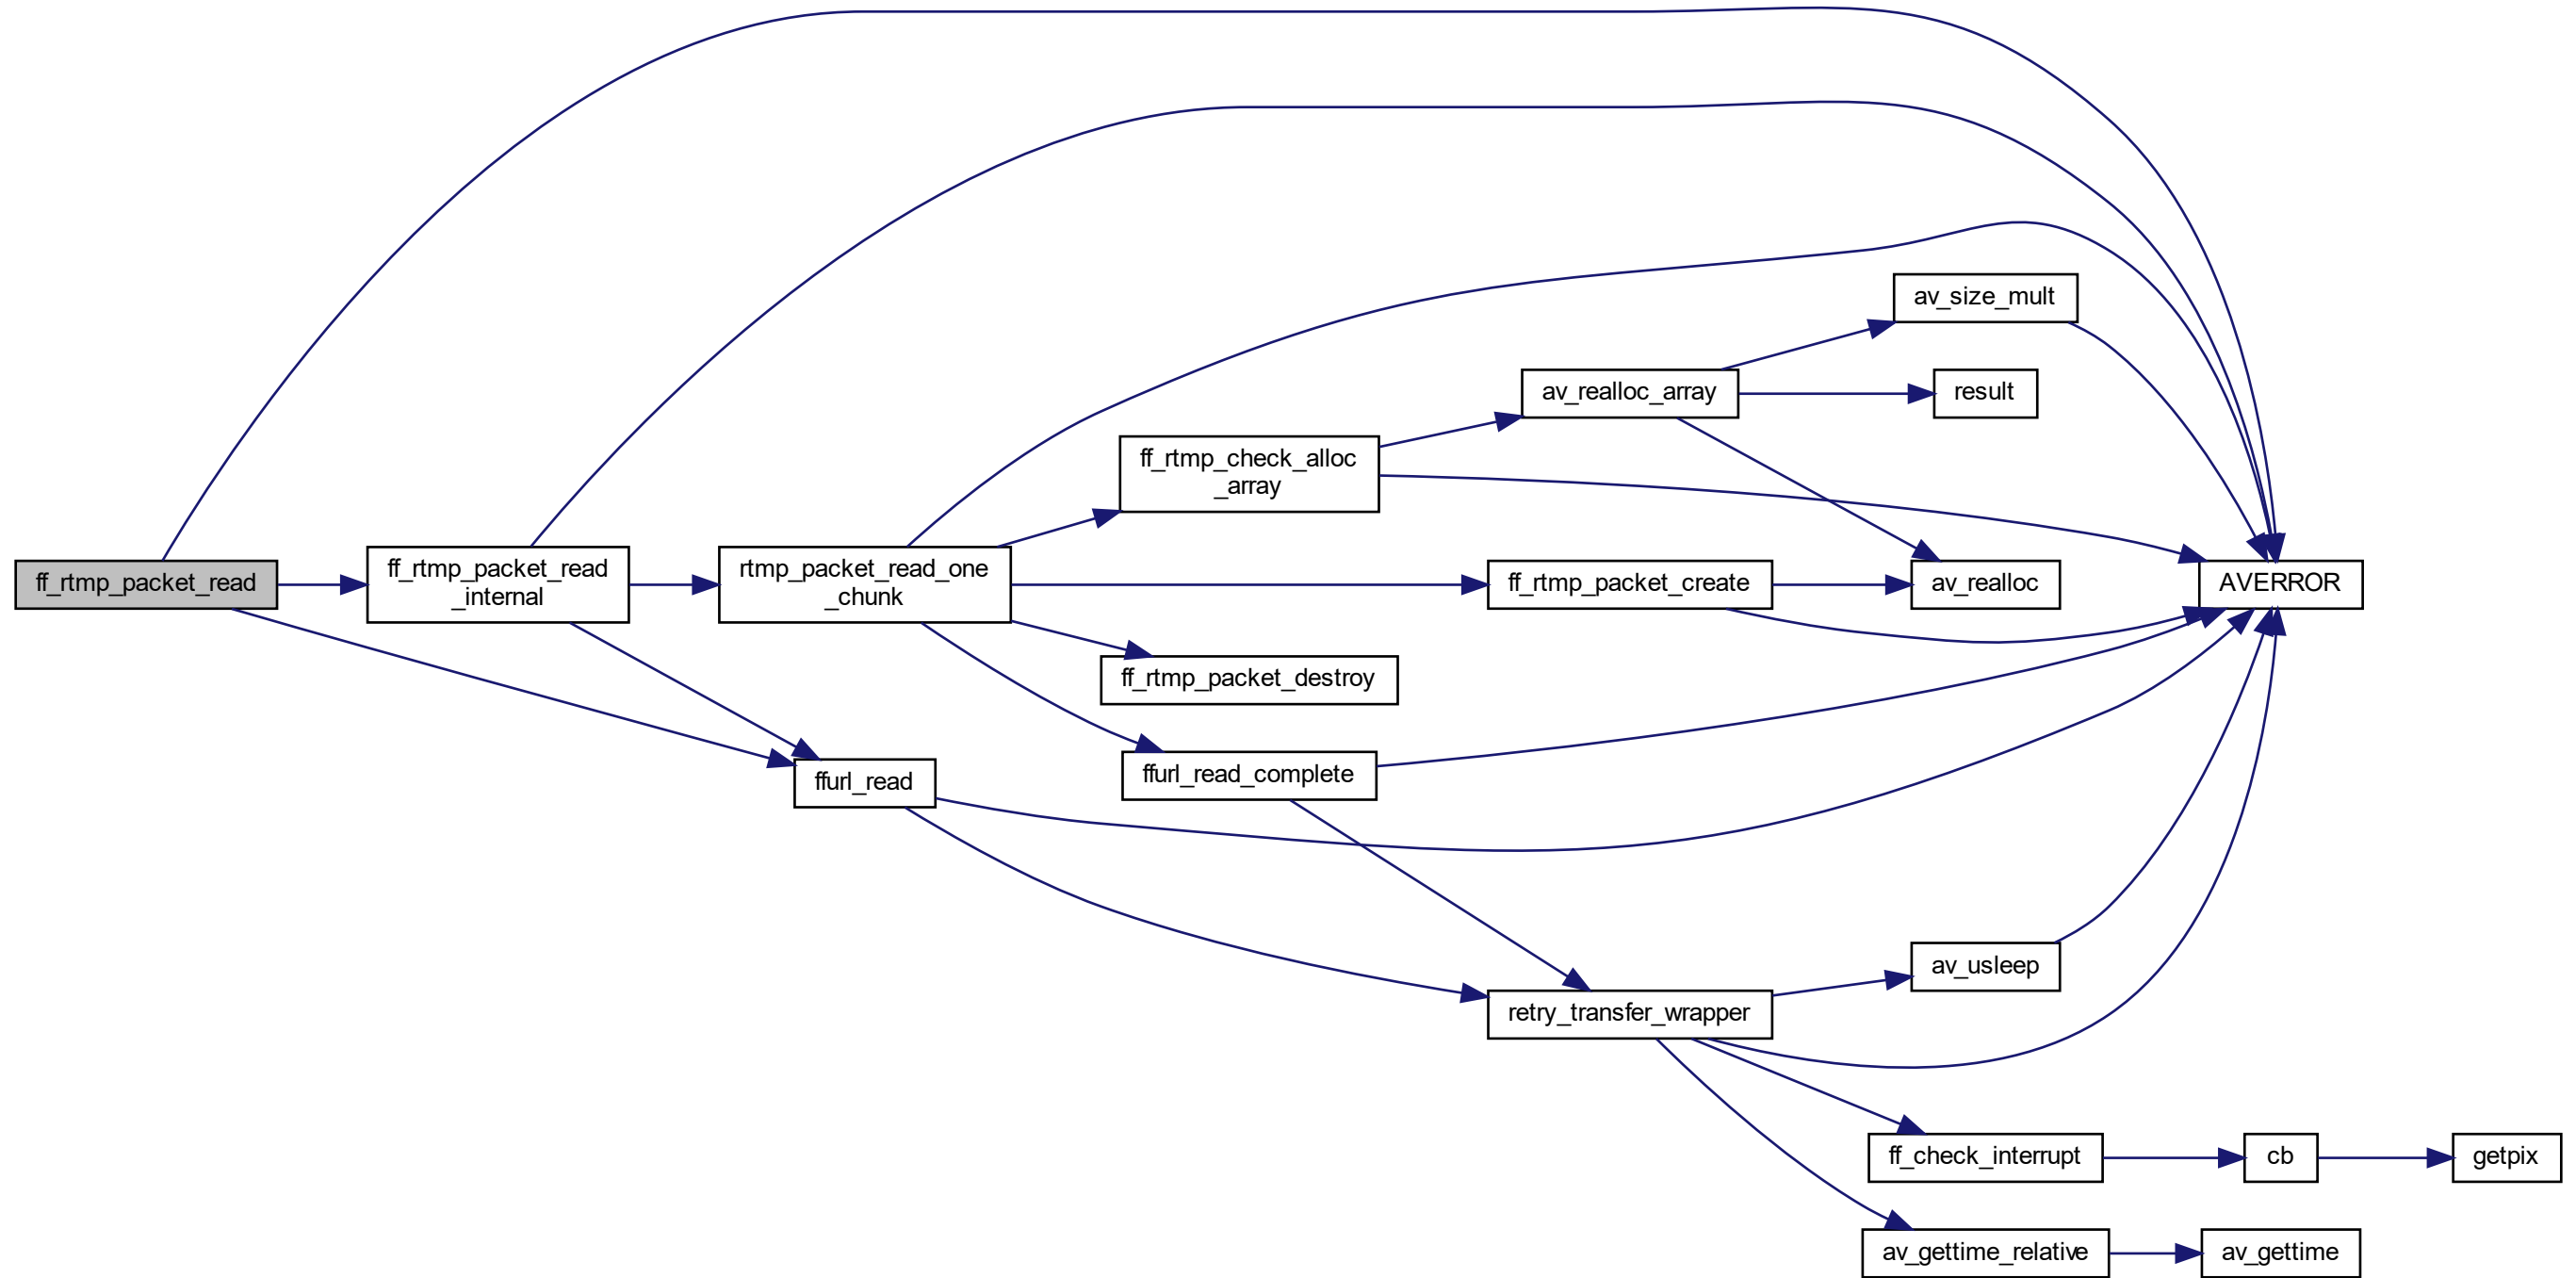 ff_rtmp_packet_read
ff_rtmp_packet_read
_internal
rtmp_packet_read_one
_chunk
ffurl_read
ff_rtmp_check_alloc
_array
ff_rtmp_packet_create
ff_rtmp_packet_destroy
ffurl_read_complete
retry_transfer_wrapper
av_realloc_array
av_size_mult
result
av_realloc
AVERROR
av_usleep
ff_check_interrupt
cb
getpix
av_gettime_relative
av_gettime